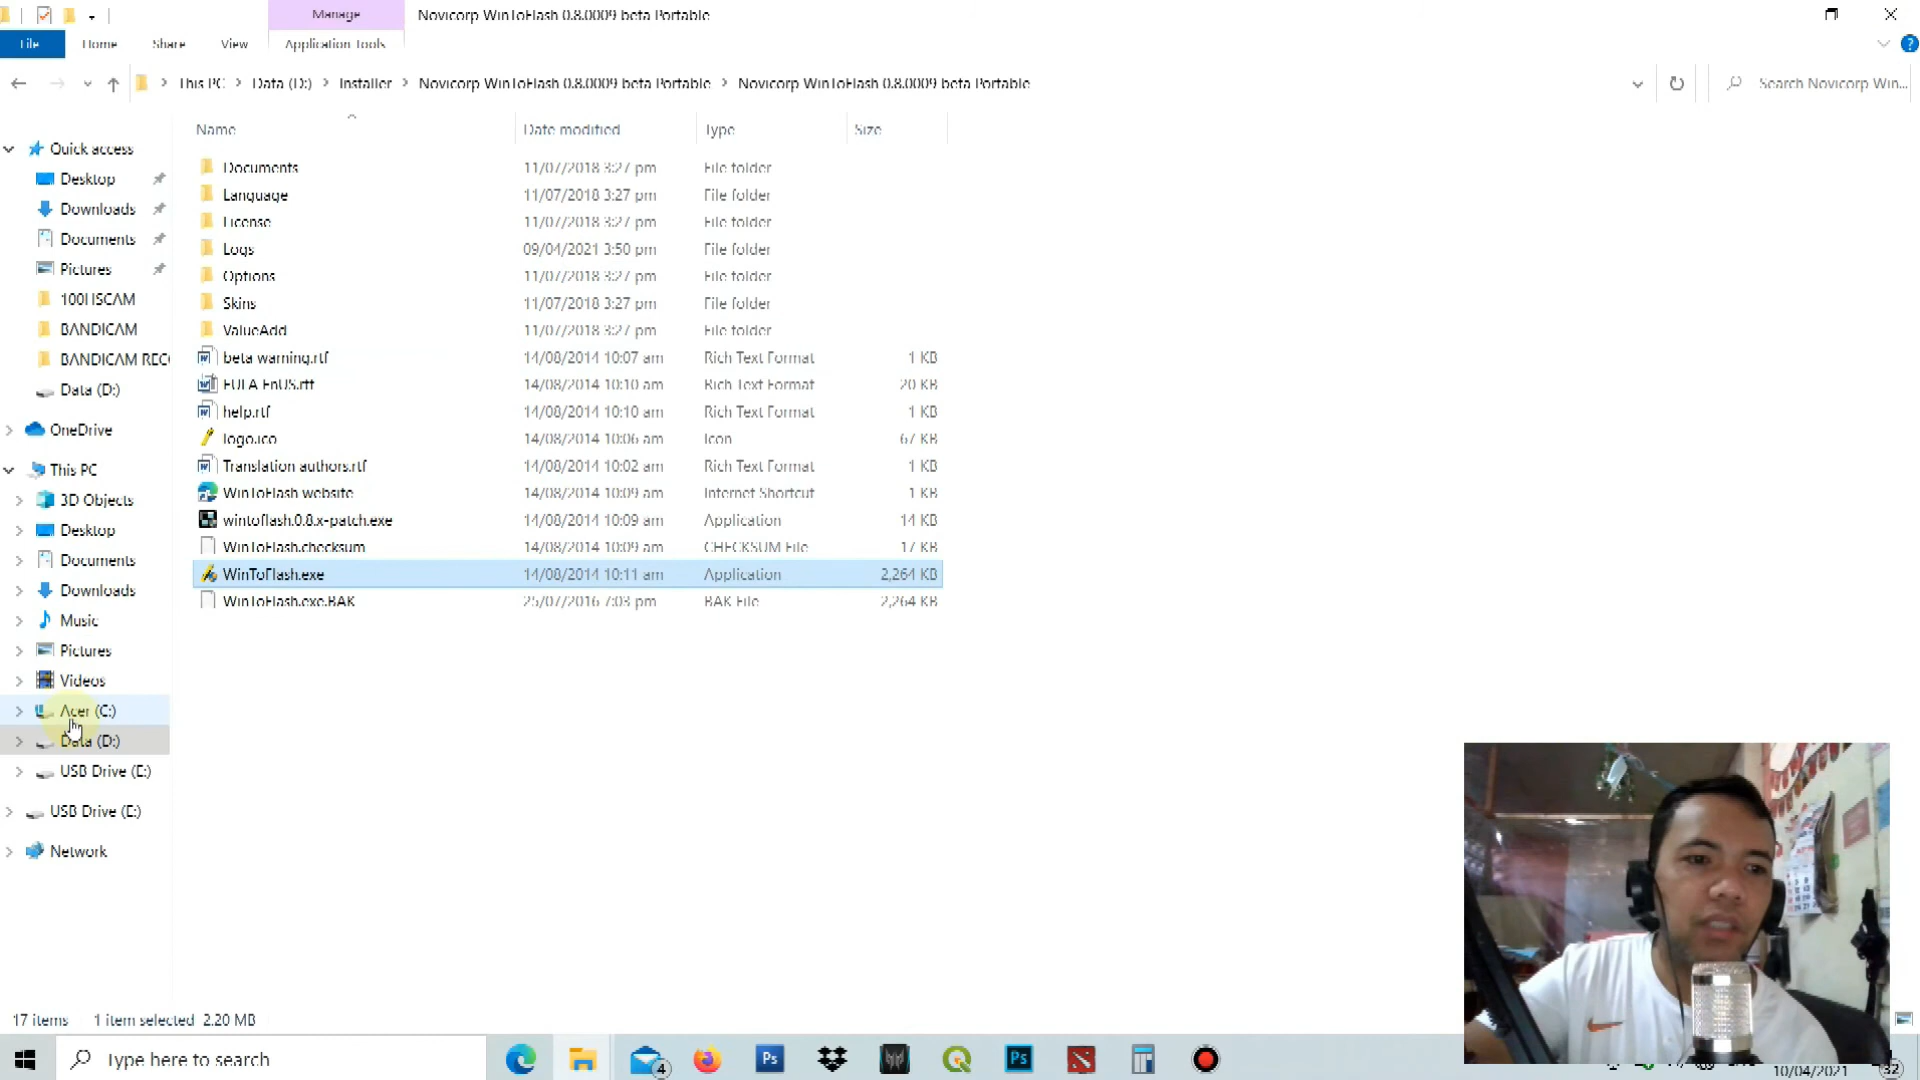 Manage
Novicorp WinToFlash 0.8.0009 beta Portable
File
Home
Share
View
Application Tools
This PC
Data (D:)
Installer
Novicorp WinToFlash 0.8.0009 beta Portable
Novicorp WinToFlash 0.8.0009 beta Portable
Search Novicorp Win...
Name
Date modified
Type
Size
Quick access
Desktop
Downloads
Documents
Pictures
100HSCAM
BANDICAM
BANDICAM REC
Data (D:)
OneDrive
This PC
3D Objects
Desktop
Documents
Downloads
Music
Pictures
Videos
Acer (C:)
Data (D:)
USB Drive (E:)
USB Drive (E:)
Network
Documents 11/07/2018 3:27 pm File folder
Language 11/07/2018 3:27 pm File folder
License 11/07/2018 3:27 pm File folder
Logs 09/04/2021 3:50 pm File folder
Options 11/07/2018 3:27 pm File folder
Skins 11/07/2018 3:27 pm File folder
ValueAdd 11/07/2018 3:27 pm File folder
beta warning.rtf 14/08/2014 10:07 am Rich Text Format 1 KB
EULA EnUS.rtf 14/08/2014 10:10 am Rich Text Format 20 KB
help.rtf 14/08/2014 10:10 am Rich Text Format 1 KB
logo.ico 14/08/2014 10:06 am Icon 67 KB
Translation authors.rtf 14/08/2014 10:02 am Rich Text Format 1 KB
WinToFlash website 14/08/2014 10:09 am Internet Shortcut 1 KB
wintoflash.0.8.x-patch.exe 14/08/2014 10:09 am Application 14 KB
WinToFlash.checksum 14/08/2014 10:09 am CHECKSUM File 17 KB
WinToFlash.exe 14/08/2014 10:11 am Application 2,264 KB
WinToFlash.exe.BAK 25/07/2016 7:03 pm BAK File 2,264 KB
17 items 1 item selected 2.20 MB
Type here to search
4
Ps
Ps
10/04/2021
32